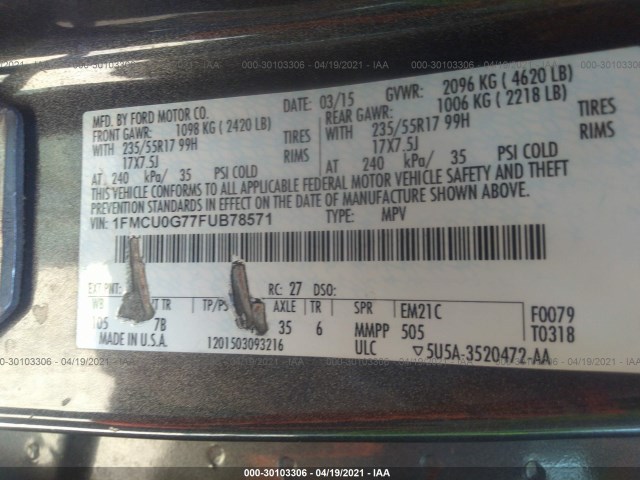 000-30103306 - 04/19/2021 - IAA
MFD. BY FORD MOTOR CO.
DATE: 03/15 GVWR: 2096 KG ( 4620 LB)
FRONT GAWR: 1098 KG ( 2420 LB)
REAR GAWR: 1006 KG ( 2218 LB)
WITH 235/55R17 99H TIRES
WITH 235/55R17 99H TIRES
17X7.5J RIMS
17X7.5J RIMS
AT 240 kPa/ 35 PSI COLD
AT 240 kPa/ 35 PSI COLD
THIS VEHICLE CONFORMS TO ALL APPLICABLE FEDERAL MOTOR VEHICLE SAFETY AND THEFT
PREVENTION STANDARDS IN EFFECT ON THE DATE OF MANUFACTURE SHOWN ABOVE.
VIN: 1FMCU0G77FUB78571 TYPE: MPV
EXT PNT: RC: 27 DSO:
WB TR TP/PS AXLE TR SPR EM21C F0079
105 7B 35 6 MMPP 505 T0318
MADE IN U.S.A. 1201503093216 ULC 5U5A-3520472-AA
000-30103306 - 04/19/2021 - IAA